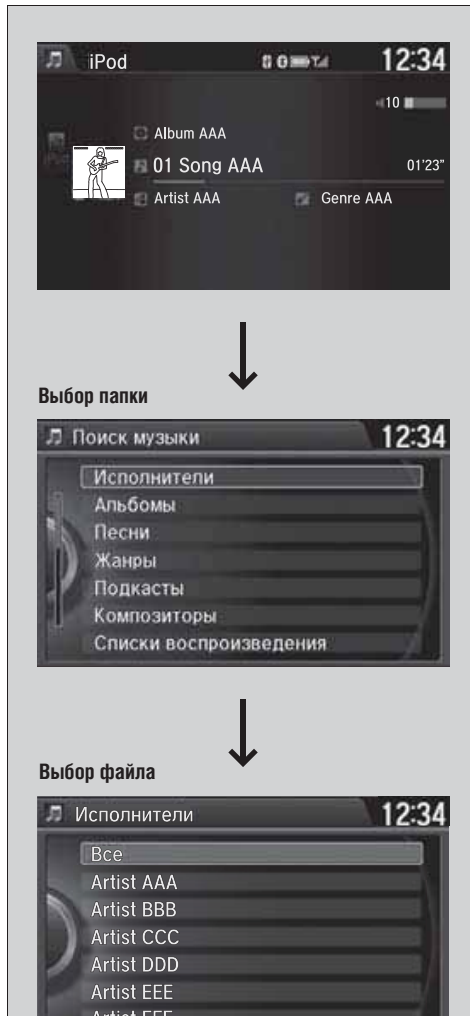 iPod 12:34
10
Album AAA
01 Song AAA 01'23"
Artist AAA Genre AAA
Выбор папки
Поиск музыки 12:34
Исполнители
Альбомы
Песни
Жанры
Подкасты
Композиторы
Списки воспроизведения
Выбор файла
Исполнители 12:34
Все
Artist AAA
Artist BBB
Artist CCC
Artist DDD
Artist EEE